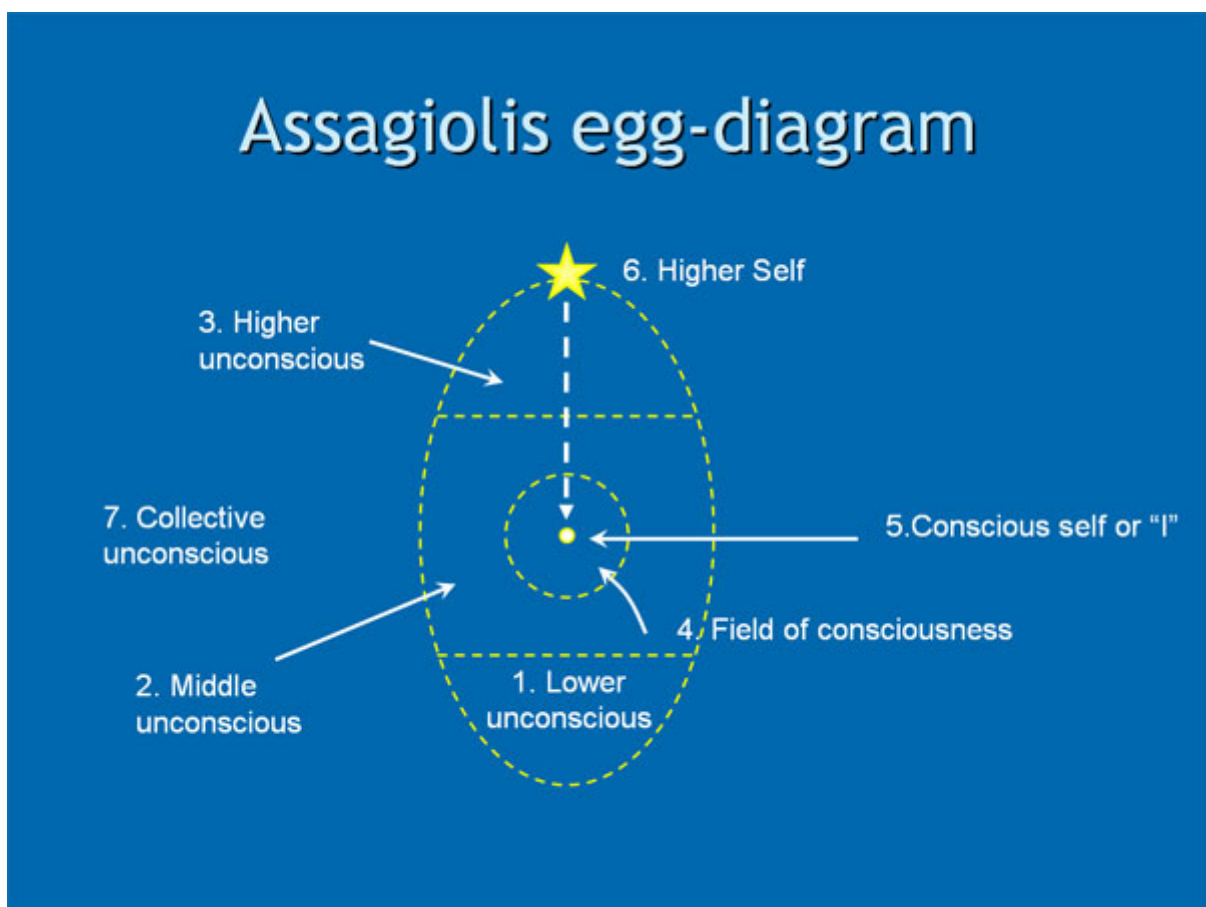 Assagiolis egg-diagram
6. Higher Self
3. Higher
unconscious
7. Collective
unconscious
5.Conscious self or “I”
4. Field of consciousness
2. Middle
unconscious
1. Lower
unconscious